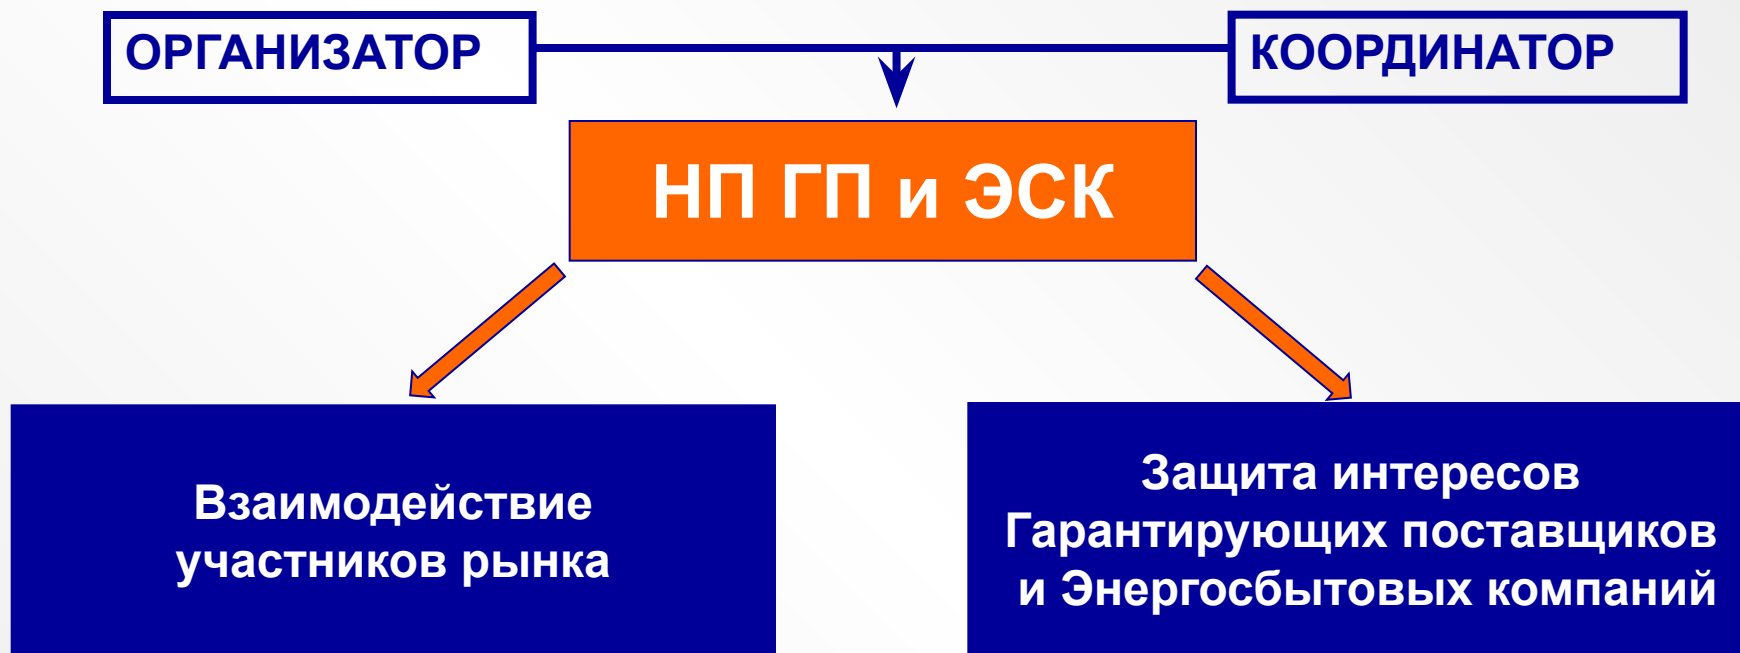 ОРГАНИЗАТОР
КООРДИНАТОР
НП ГП и ЭСК
Взаимодействие
участников рынка
Защита интересов
Гарантирующих поставщиков
и Энергосбытовых компаний